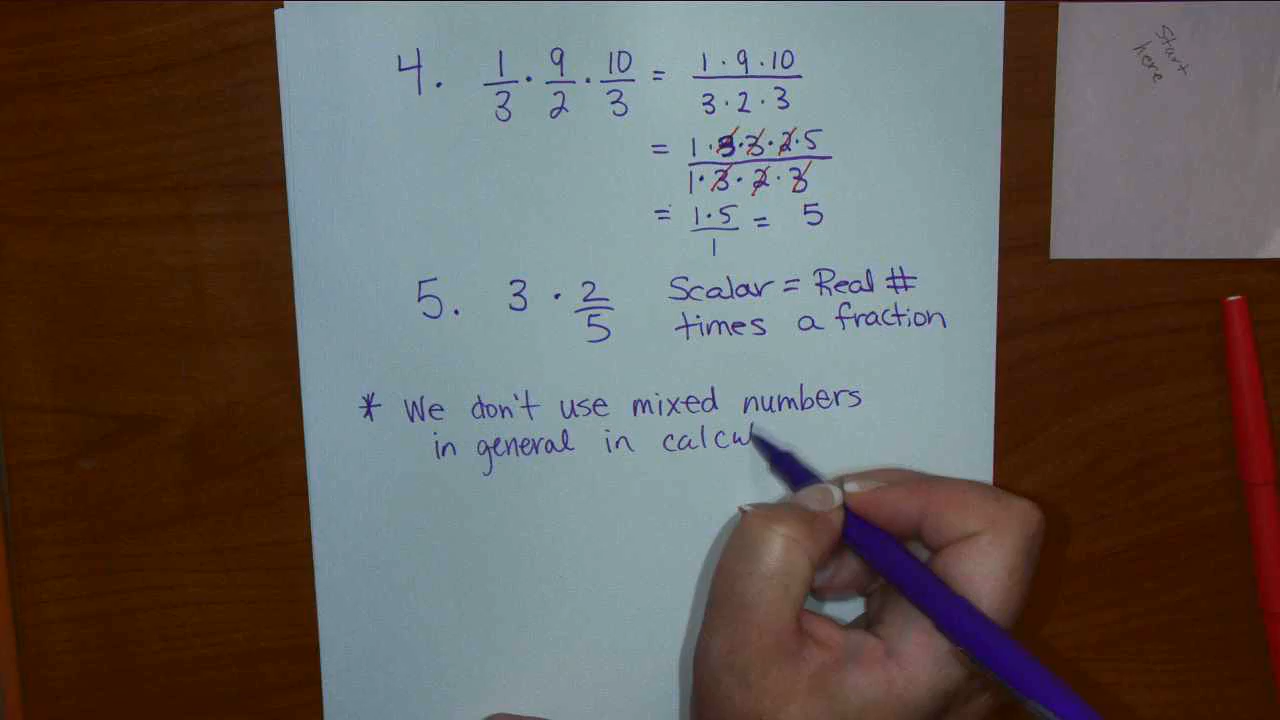 4. 1/3 · 9/2 · 10/3 = 1 · 9 · 10 / 3 · 2 · 3
= 1 · 3 · 3 · 2 · 5 / 1 · 3 · 2 · 3
= 1 · 5 / 1 = 5
5. 3 · 2/5 Scalar = Real #
times a fraction
* We don't use mixed numbers
in general in calcu
Start
here